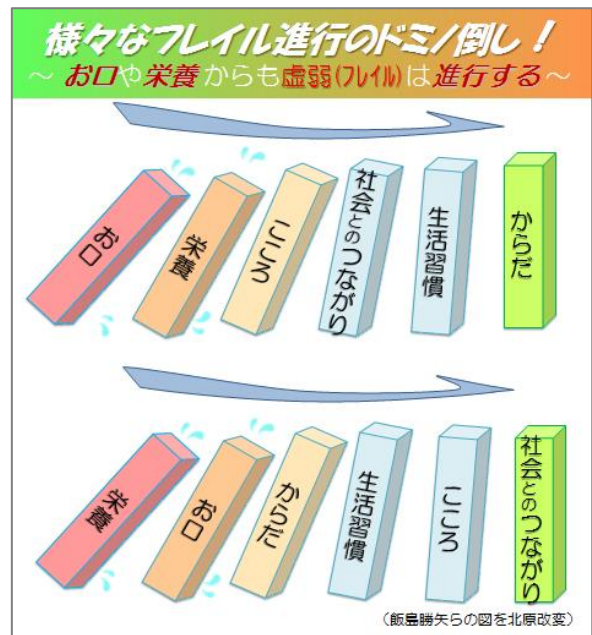 様々なフレイル進行のドミノ倒し！
～ お口や栄養からも虚弱(フレイル)は進行する～
お口
栄養
こころ
社会とのつながり
生活習慣
からだ
栄養
お口
からだ
生活習慣
こころ
社会とのつながり
（飯島勝矢らの図を北原改変）